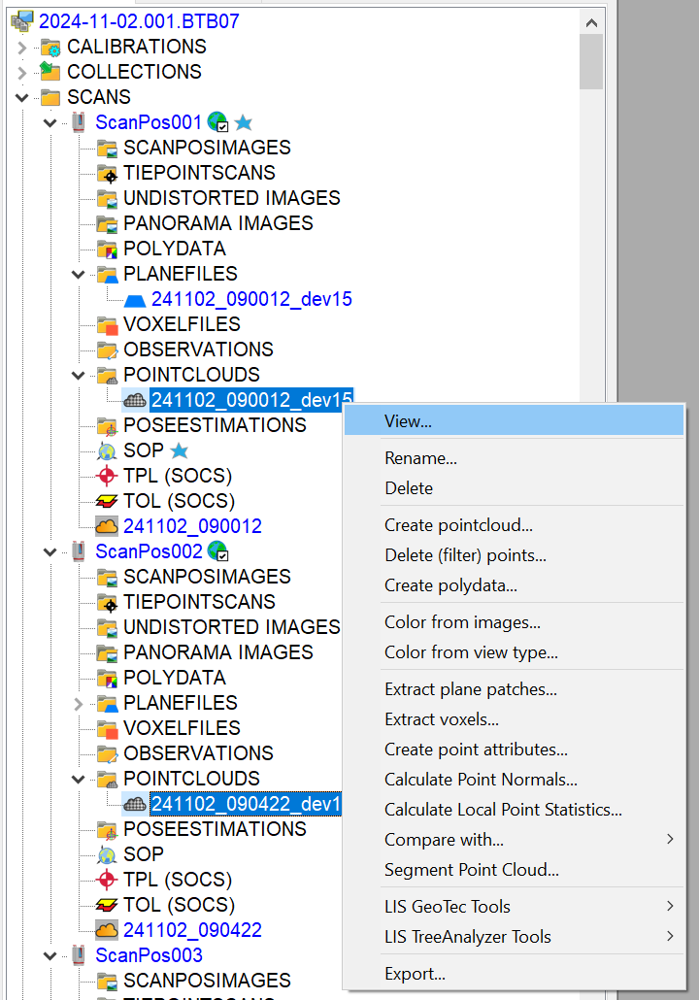 2024-11-02.001.BTB07
CALIBRATIONS
COLLECTIONS
SCANS
ScanPos001
SCANPOSIMAGES
TIEPOINTSCANS
UNDISTORTED IMAGES
PANORAMA IMAGES
POLYDATA
PLANEFILES
241102_090012_dev15
VOXELFILES
OBSERVATIONS
POINTCLOUDS
241102_090012_dev15
POSEESTIMATIONS
SOP
TPL (SOCS)
TOL (SOCS)
241102_090012
ScanPos002
SCANPOSIMAGES
TIEPOINTSCANS
UNDISTORTED IMAGES
PANORAMA IMAGES
POLYDATA
PLANEFILES
VOXELFILES
OBSERVATIONS
POINTCLOUDS
241102_090422_dev1
POSEESTIMATIONS
SOP
TPL (SOCS)
TOL (SOCS)
241102_090422
ScanPos003
SCANPOSIMAGES
TIEPOINTSCANS
View...
Rename...
Delete
Create pointcloud...
Delete (filter) points...
Create polydata...
Color from images...
Color from view type...
Extract plane patches...
Extract voxels...
Create point attributes...
Calculate Point Normals...
Calculate Local Point Statistics...
Compare with...
Segment Point Cloud...
LIS GeoTec Tools
LIS TreeAnalyzer Tools
Export...